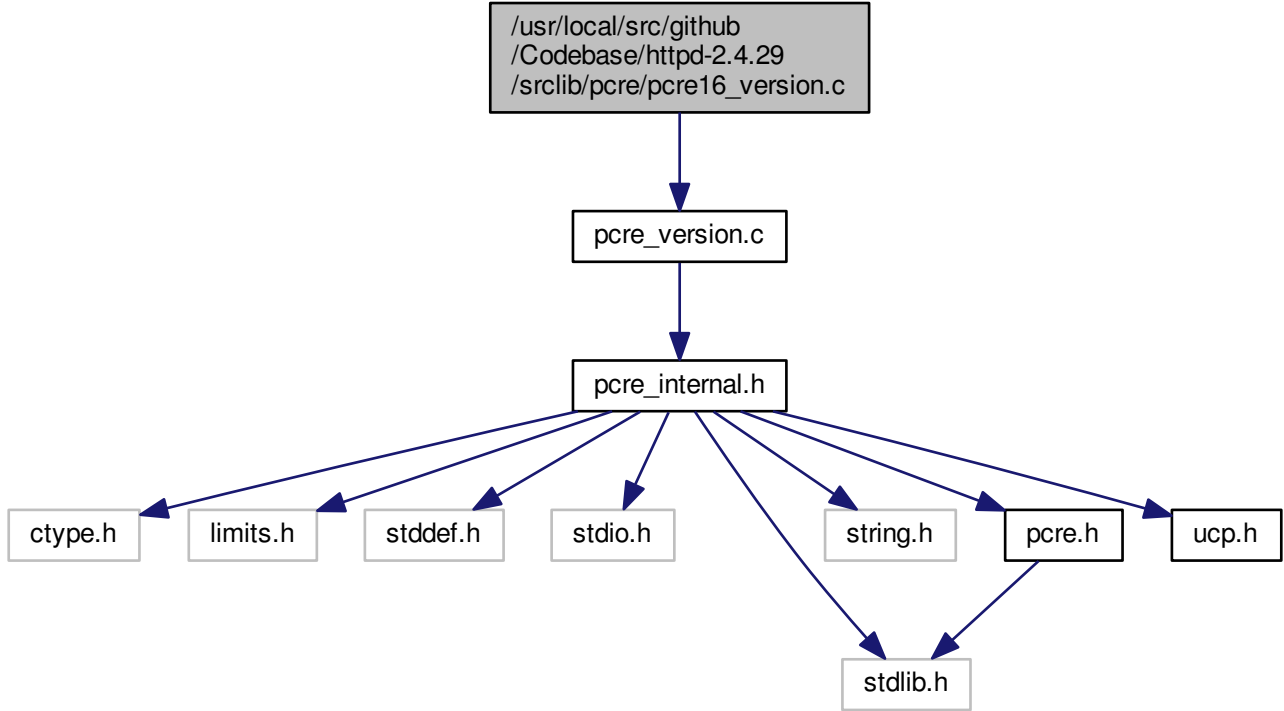 /usr/local/src/github
/Codebase/httpd-2.4.29
/srclib/pcre/pcre16_version.c
pcre_version.c
pcre_internal.h
ctype.h
limits.h
stddef.h
stdio.h
string.h
pcre.h
ucp.h
stdlib.h